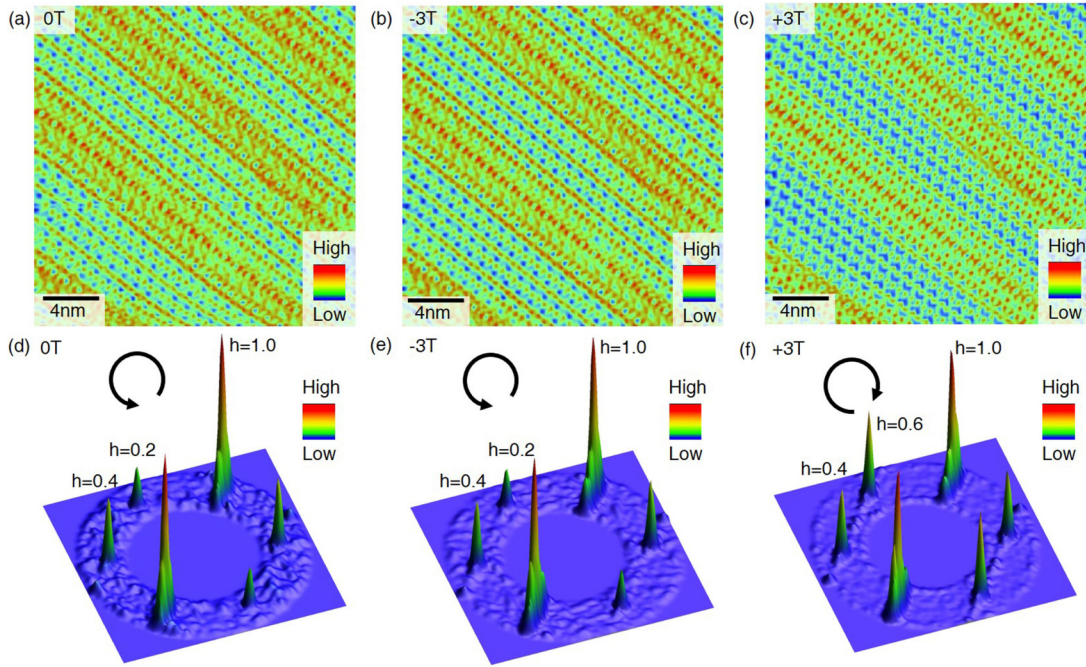 (a) 0T
High
Low
4nm
(b) -3T
High
Low
4nm
(c) +3T
High
Low
4nm
(d) 0T
h=1.0
High
Low
h=0.2
h=0.4
(e) -3T
h=1.0
High
Low
h=0.2
h=0.4
(f) +3T
h=1.0
High
Low
h=0.6
h=0.4